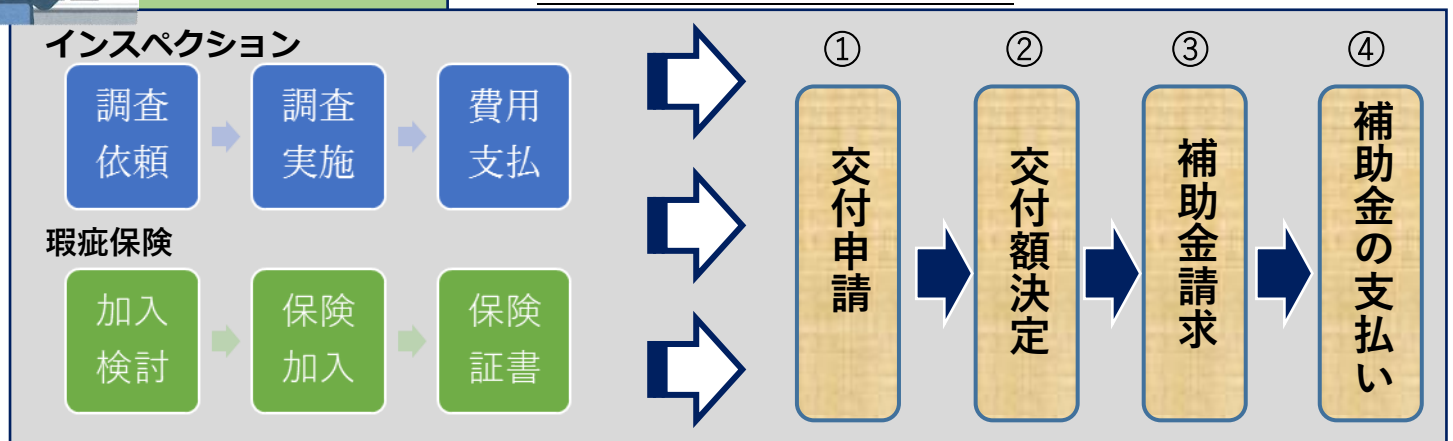 インスペクション
調査
依頼
調査
実施
費用
支払
瑕疵保険
加入
検討
保険
加入
保険
証書
①
交付申請
②
交付額決定
③
補助金請求
④
補助金の支払い